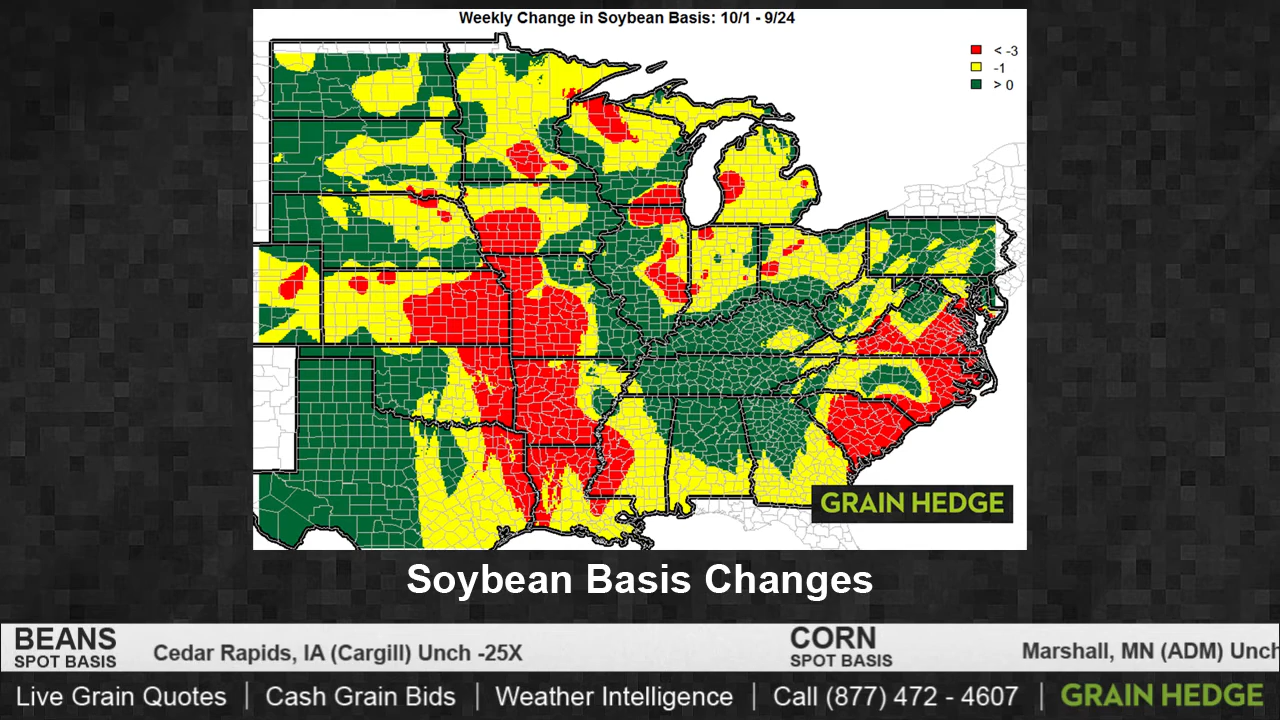 Weekly Change in Soybean Basis: 10/1 - 9/24
< -3
-1
> 0
GRAIN HEDGE
Soybean Basis Changes
BEANS
SPOT BASIS
Cedar Rapids, IA (Cargill) Unch -25X
CORN
SPOT BASIS
Marshall, MN (ADM) Unch
Live Grain Quotes | Cash Grain Bids | Weather Intelligence | Call (877) 472 - 4607 | GRAIN HEDGE